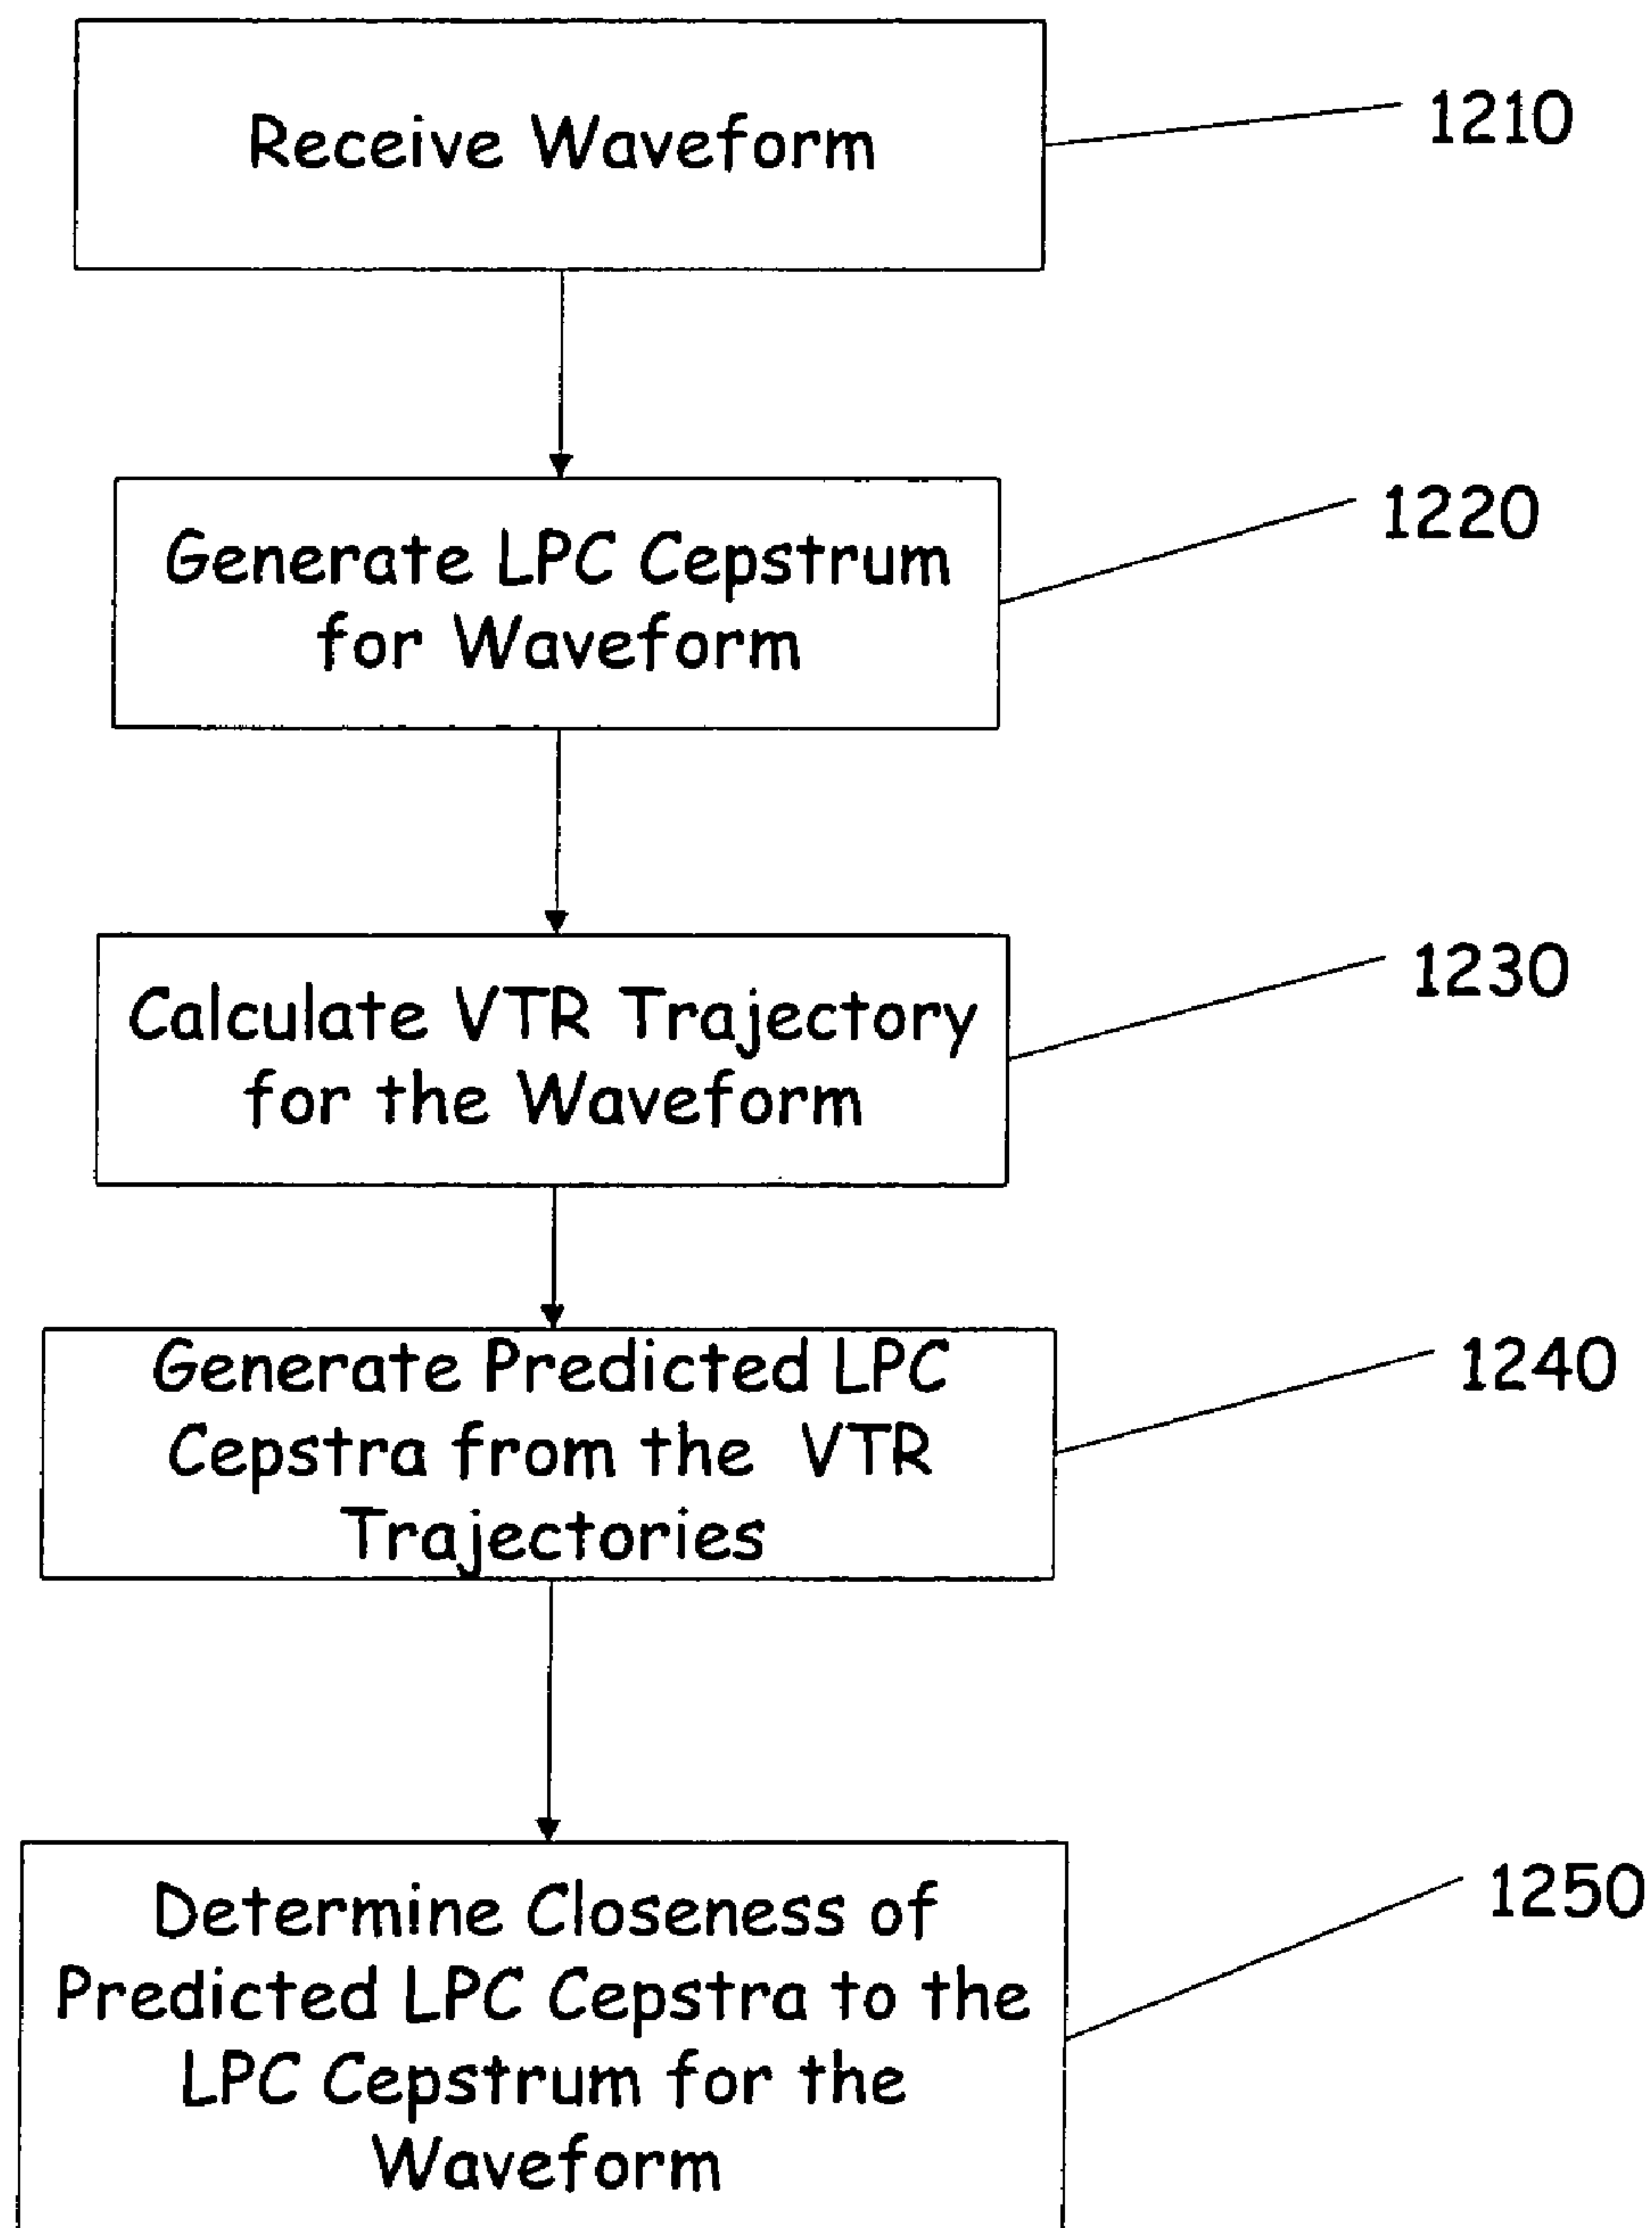 Receive Waveform
1210
Generate LPC Cepstrum
for Waveform
1220
Calculate VTR Trajectory
for the Waveform
1230
Generate Predicted LPC
Cepstra from the VTR
Trajectories
1240
Determine Closeness of
Predicted LPC Cepstra to the
LPC Cepstrum for the
Waveform
1250